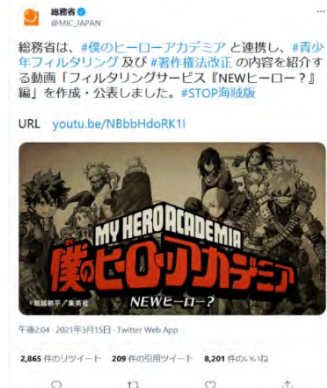 総務省
@MIC_JAPAN
総務省は、#僕のヒーローアカデミア と連携し、#青少
年フィルタリング 及び #著作権法改正 の内容を紹介す
る動画「フィルタリングサービス『NEWヒーロー？』
編」を作成・公表しました。#STOP海賊版
URL youtu.be/NBbbHdoRK1I
MY HERO ACADEMIA
僕のヒーローアカデミア
©堀越耕平／集英社
NEWヒーロー？
午後2:04 · 2021年3月15日 · Twitter Web App
2,865 件のリツイート 209 件の引用ツイート 8,201 件のいいね